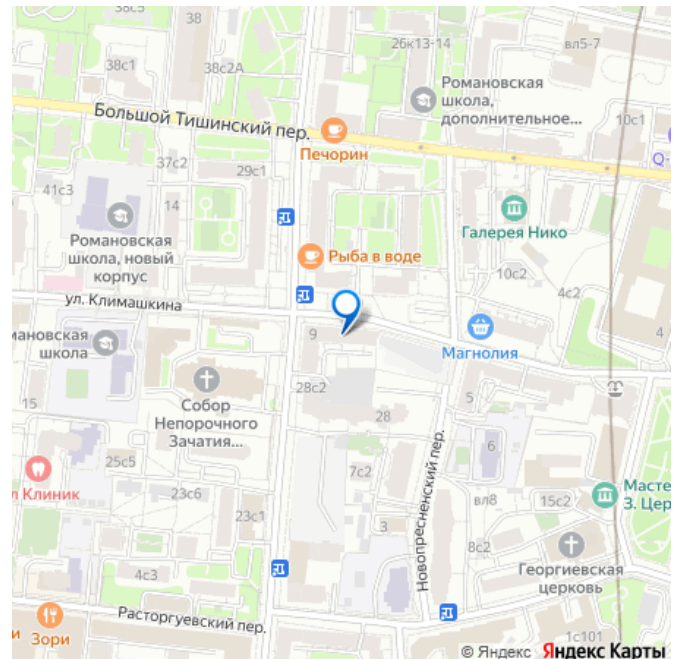 38с1
38
26к13-14
вл5-7
38с2А
Романовская
школа,
дополнительное...
10с1
Большой Тишинский пер.
Печорин
Q-
37с2
29с1
41с3
14
Романовская
школа, новый
корпус
Галерея Нико
Рыба в воде
10с2
4с2
ул. Климашкина
мановская
школа
9
Магнолия
4
Собор
Непорочного
Зачатия...
28с2
28
15
5
25с5
л Клиник
23с6
7с2
6
Новопресненский пер.
23с1
вл8
15с2
Масте
З. Цер
3
8с2
Георгиевская
церковь
4с3
Расторгуевский пер.
и
Зори
1с101
© Яндекс Яндекс Карты